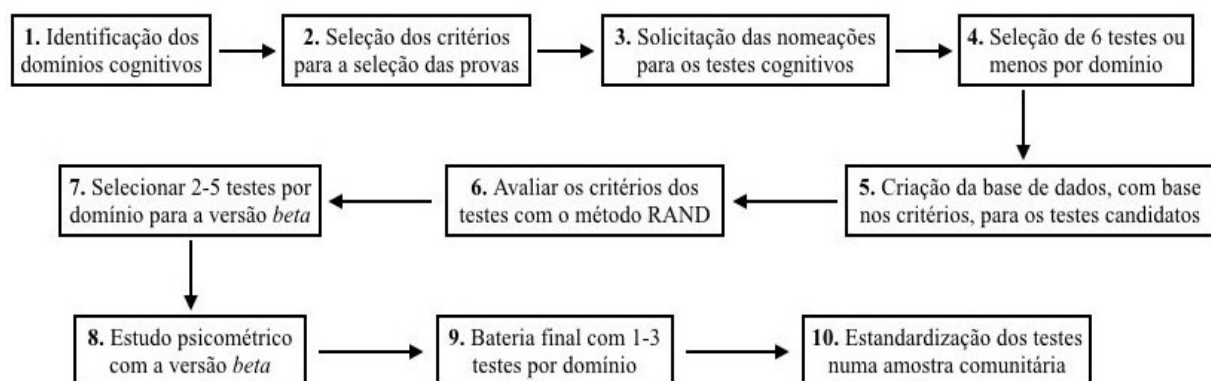 1. Identificação dos
domínios cognitivos
2. Seleção dos critérios
para a seleção das provas
3. Solicitação das nomeações
para os testes cognitivos
4. Seleção de 6 testes ou
menos por domínio
5. Criação da base de dados, com base
nos critérios, para os testes candidatos
6. Avaliar os critérios dos
testes com o método RAND
7. Selecionar 2-5 testes por
domínio para a versão beta
8. Estudo psicométrico
com a versão beta
9. Bateria final com 1-3
testes por domínio
10. Estandardização dos testes
numa amostra comunitária